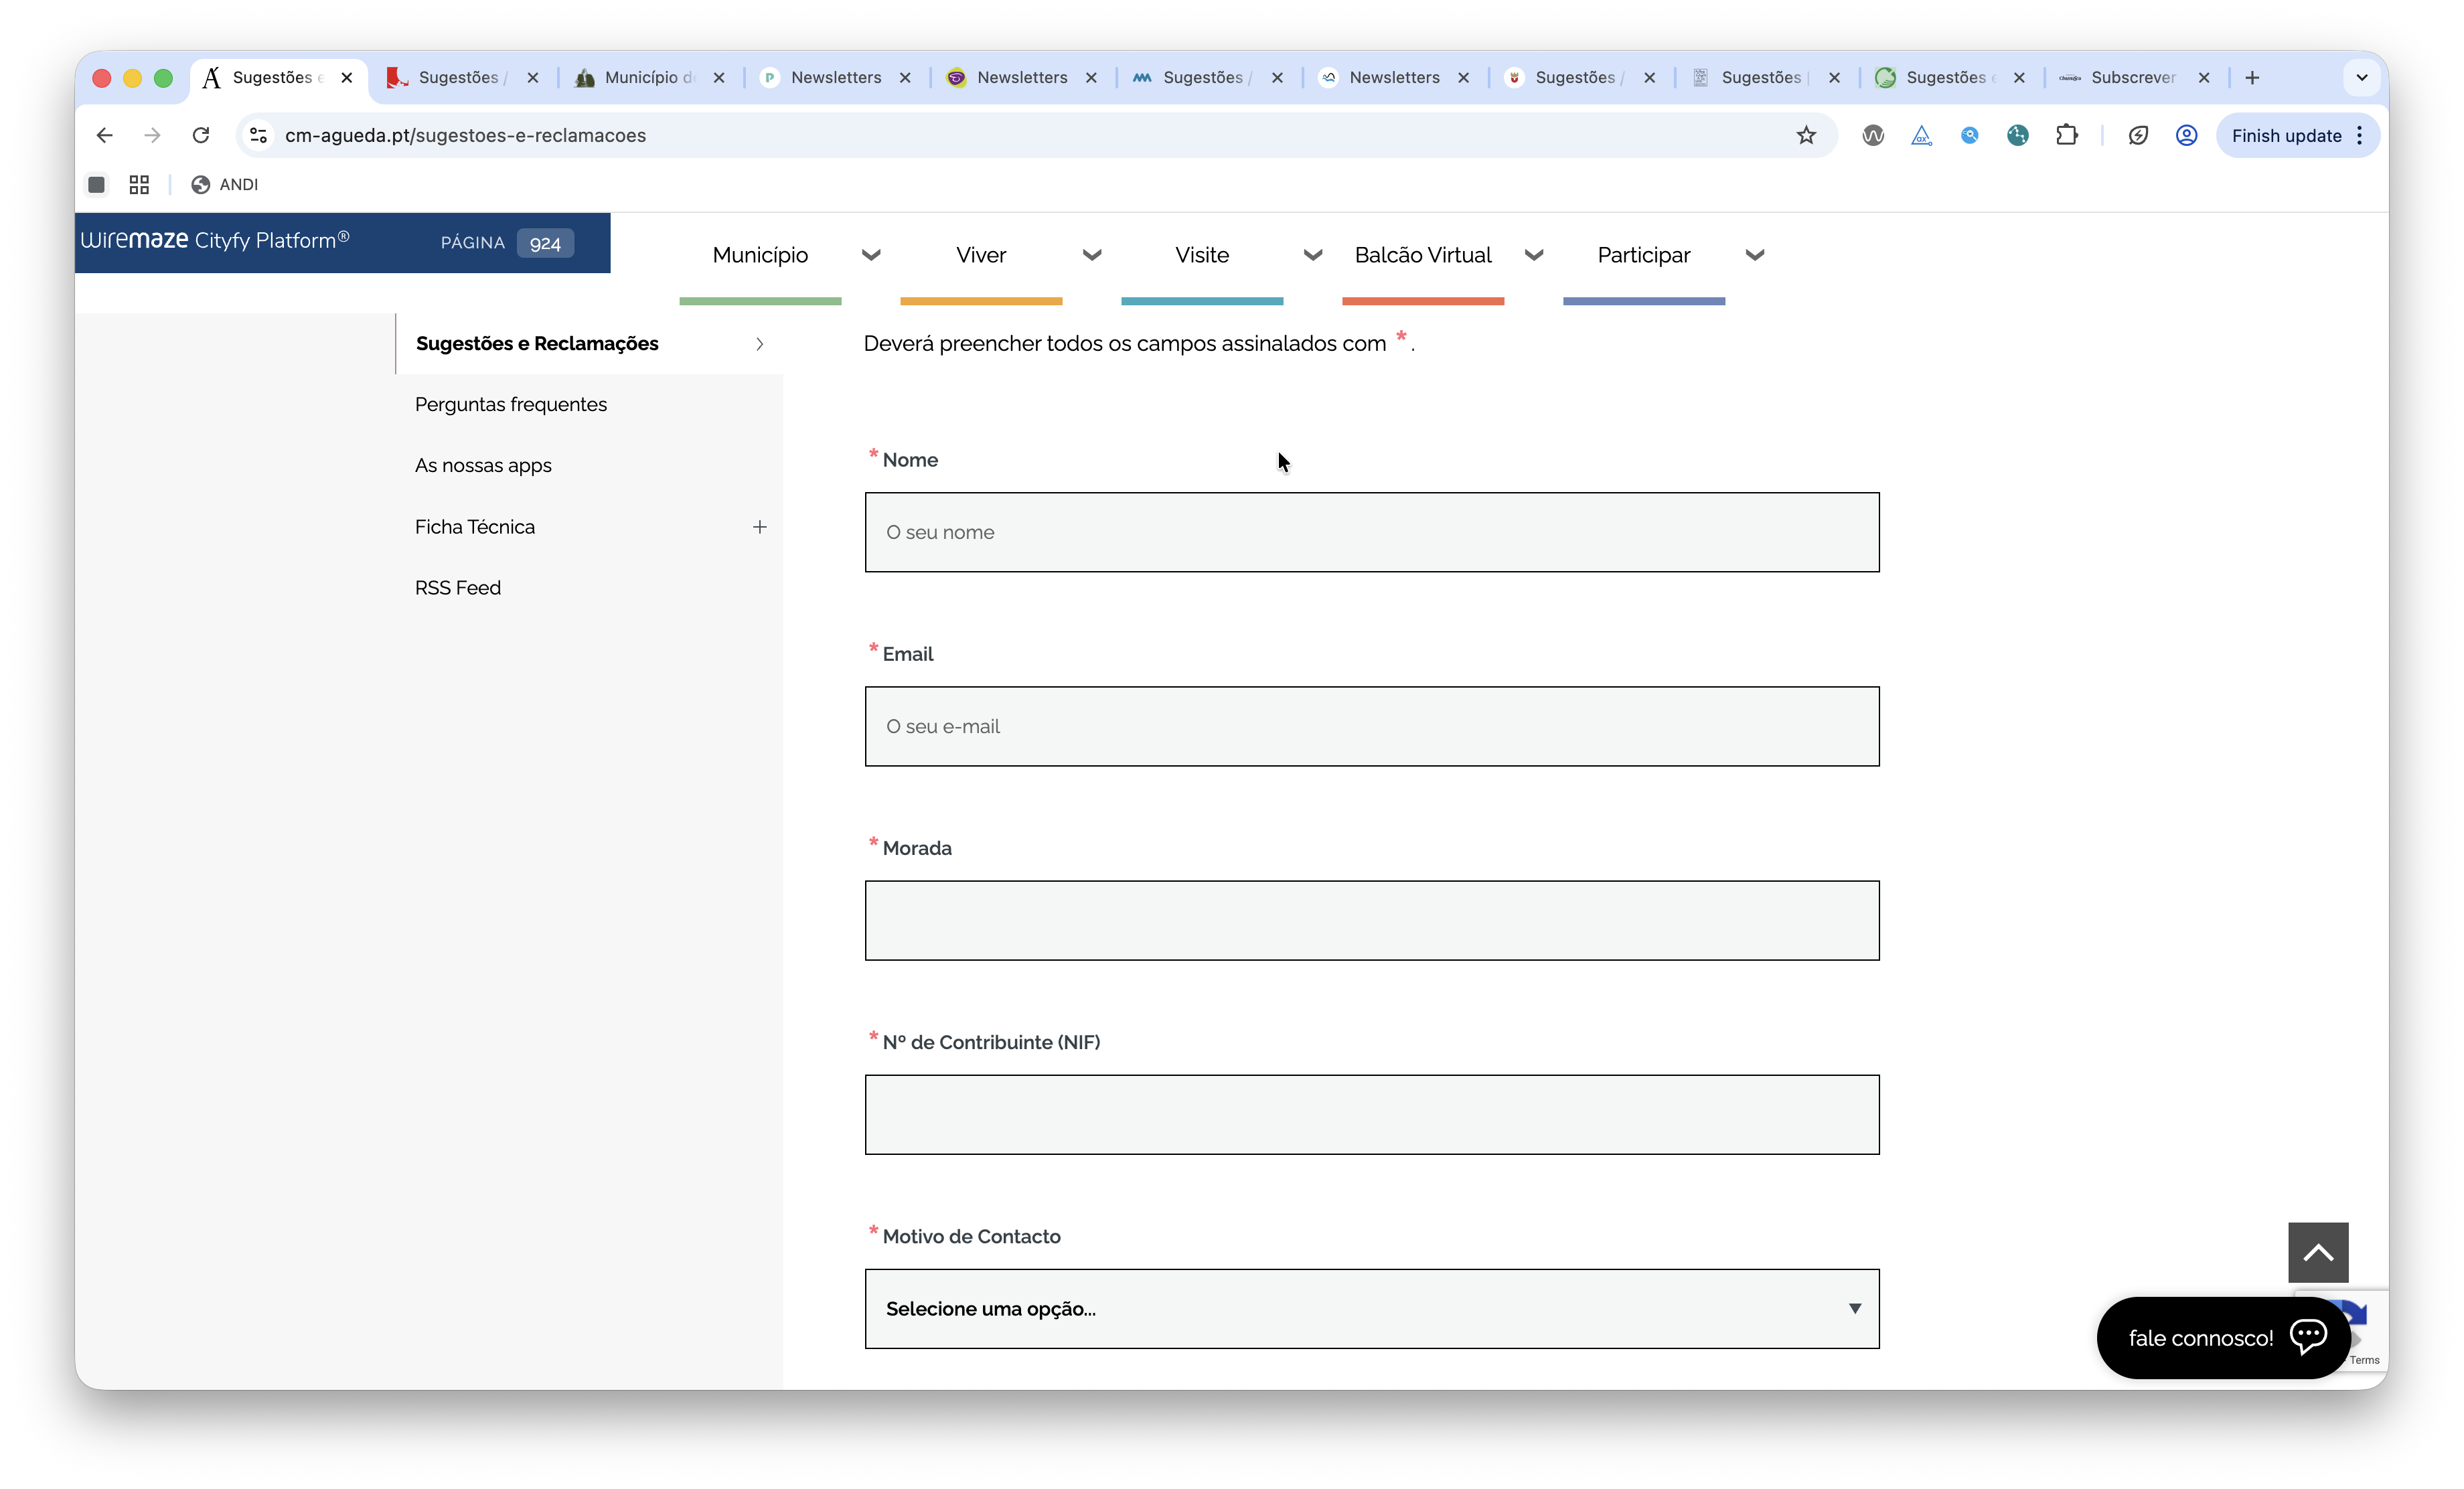 Sugestões e
Sugestões /
Município d
Newsletters
Newsletters
Sugestões /
Newsletters
Sugestões /
Sugestões |
Sugestões e
Subscrever
cm-agueda.pt/sugestoes-e-reclamacoes
Finish update
ANDI
wiremaze Cityfy Platform®
PÁGINA 924
Município
Viver
Visite
Balcão Virtual
Participar
Sugestões e Reclamações
Perguntas frequentes
As nossas apps
Ficha Técnica
RSS Feed
Deverá preencher todos os campos assinalados com * .
* Nome
O seu nome
* Email
O seu e-mail
* Morada
* Nº de Contribuinte (NIF)
* Motivo de Contacto
Selecione uma opção...
fale connosco!
Terms